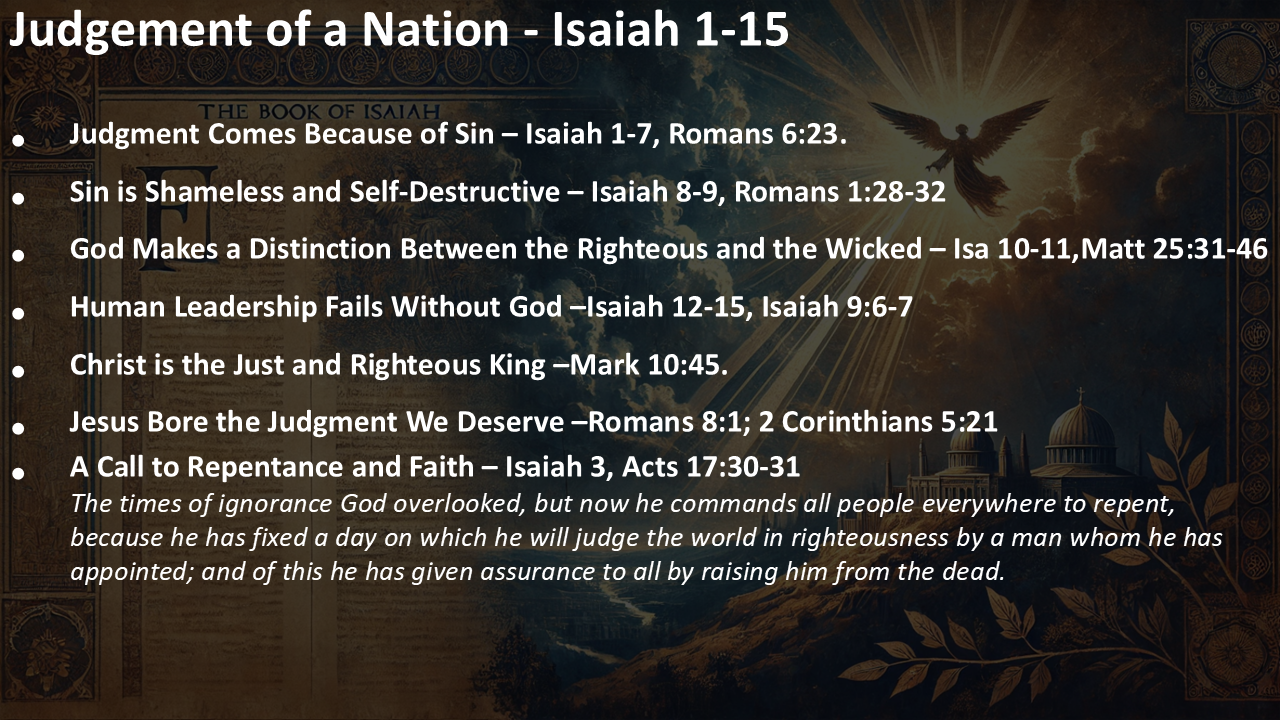 Judgement of a Nation - Isaiah 1-15
THE BOOK OF ISAIAH
• Judgment Comes Because of Sin – Isaiah 1-7, Romans 6:23.
• Sin is Shameless and Self-Destructive – Isaiah 8-9, Romans 1:28-32
• God Makes a Distinction Between the Righteous and the Wicked – Isa 10-11,Matt 25:31-46
• Human Leadership Fails Without God –Isaiah 12-15, Isaiah 9:6-7
• Christ is the Just and Righteous King –Mark 10:45.
• Jesus Bore the Judgment We Deserve –Romans 8:1; 2 Corinthians 5:21
• A Call to Repentance and Faith – Isaiah 3, Acts 17:30-31
The times of ignorance God overlooked, but now he commands all people everywhere to repent,
because he has fixed a day on which he will judge the world in righteousness by a man whom he has
appointed; and of this he has given assurance to all by raising him from the dead.